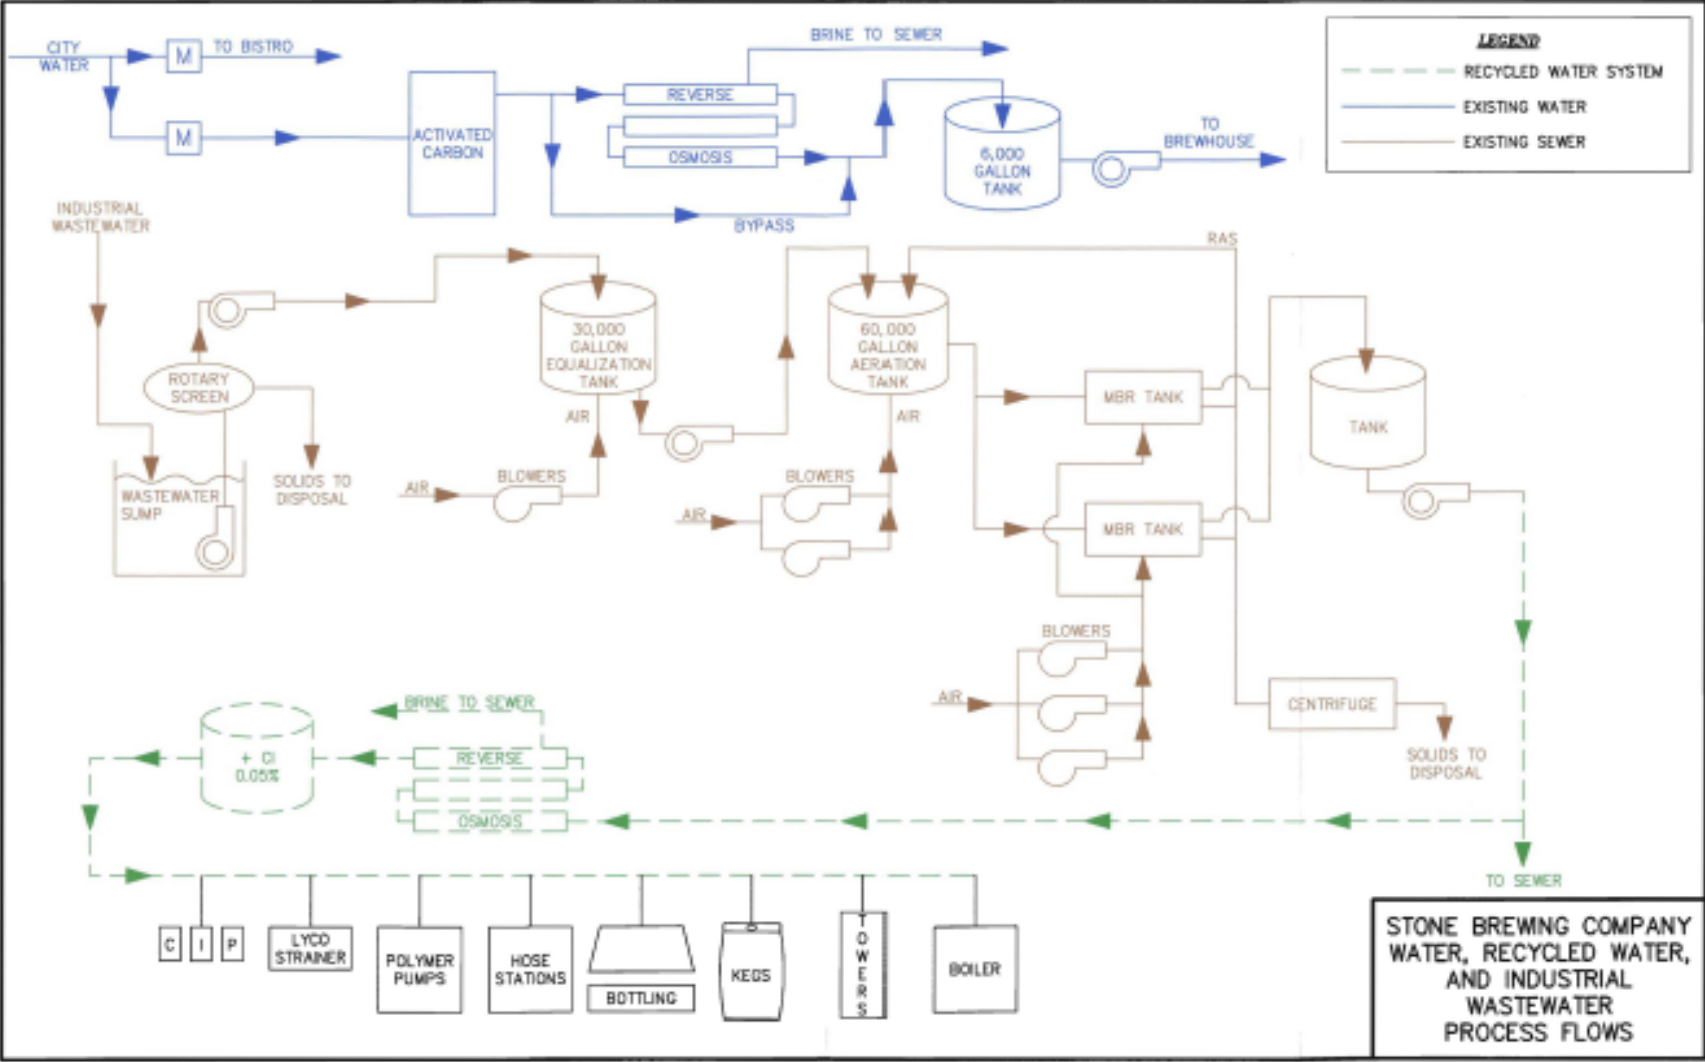 CITY
WATER
M
TO BISTRO
M
ACTIVATED
CARBON
BRINE TO SEWER
REVERSE
OSMOSIS
BYPASS
6,000
GALLON
TANK
TO
BREWHOUSE
LEGEND
RECYCLED WATER SYSTEM
EXISTING WATER
EXISTING SEWER
INDUSTRIAL
WASTEWATER
ROTARY
SCREEN
WASTEWATER
SUMP
SOLIDS TO
DISPOSAL
30,000
GALLON
EQUALIZATION
TANK
AIR
BLOWERS
AIR
60,000
GALLON
AERATION
TANK
AIR
BLOWERS
AIR
RAS
MBR TANK
MBR TANK
BLOWERS
AIR
TANK
CENTRIFUGE
SOLIDS TO
DISPOSAL
BRINE TO SEWER
REVERSE
OSMOSIS
+ Cl
0.05%
TO SEWER
C I P
LYCO
STRAINER
POLYMER
PUMPS
HOSE
STATIONS
BOTTLING
KEGS
TOWERS
BOILER
STONE BREWING COMPANY
WATER, RECYCLED WATER,
AND INDUSTRIAL
WASTEWATER
PROCESS FLOWS